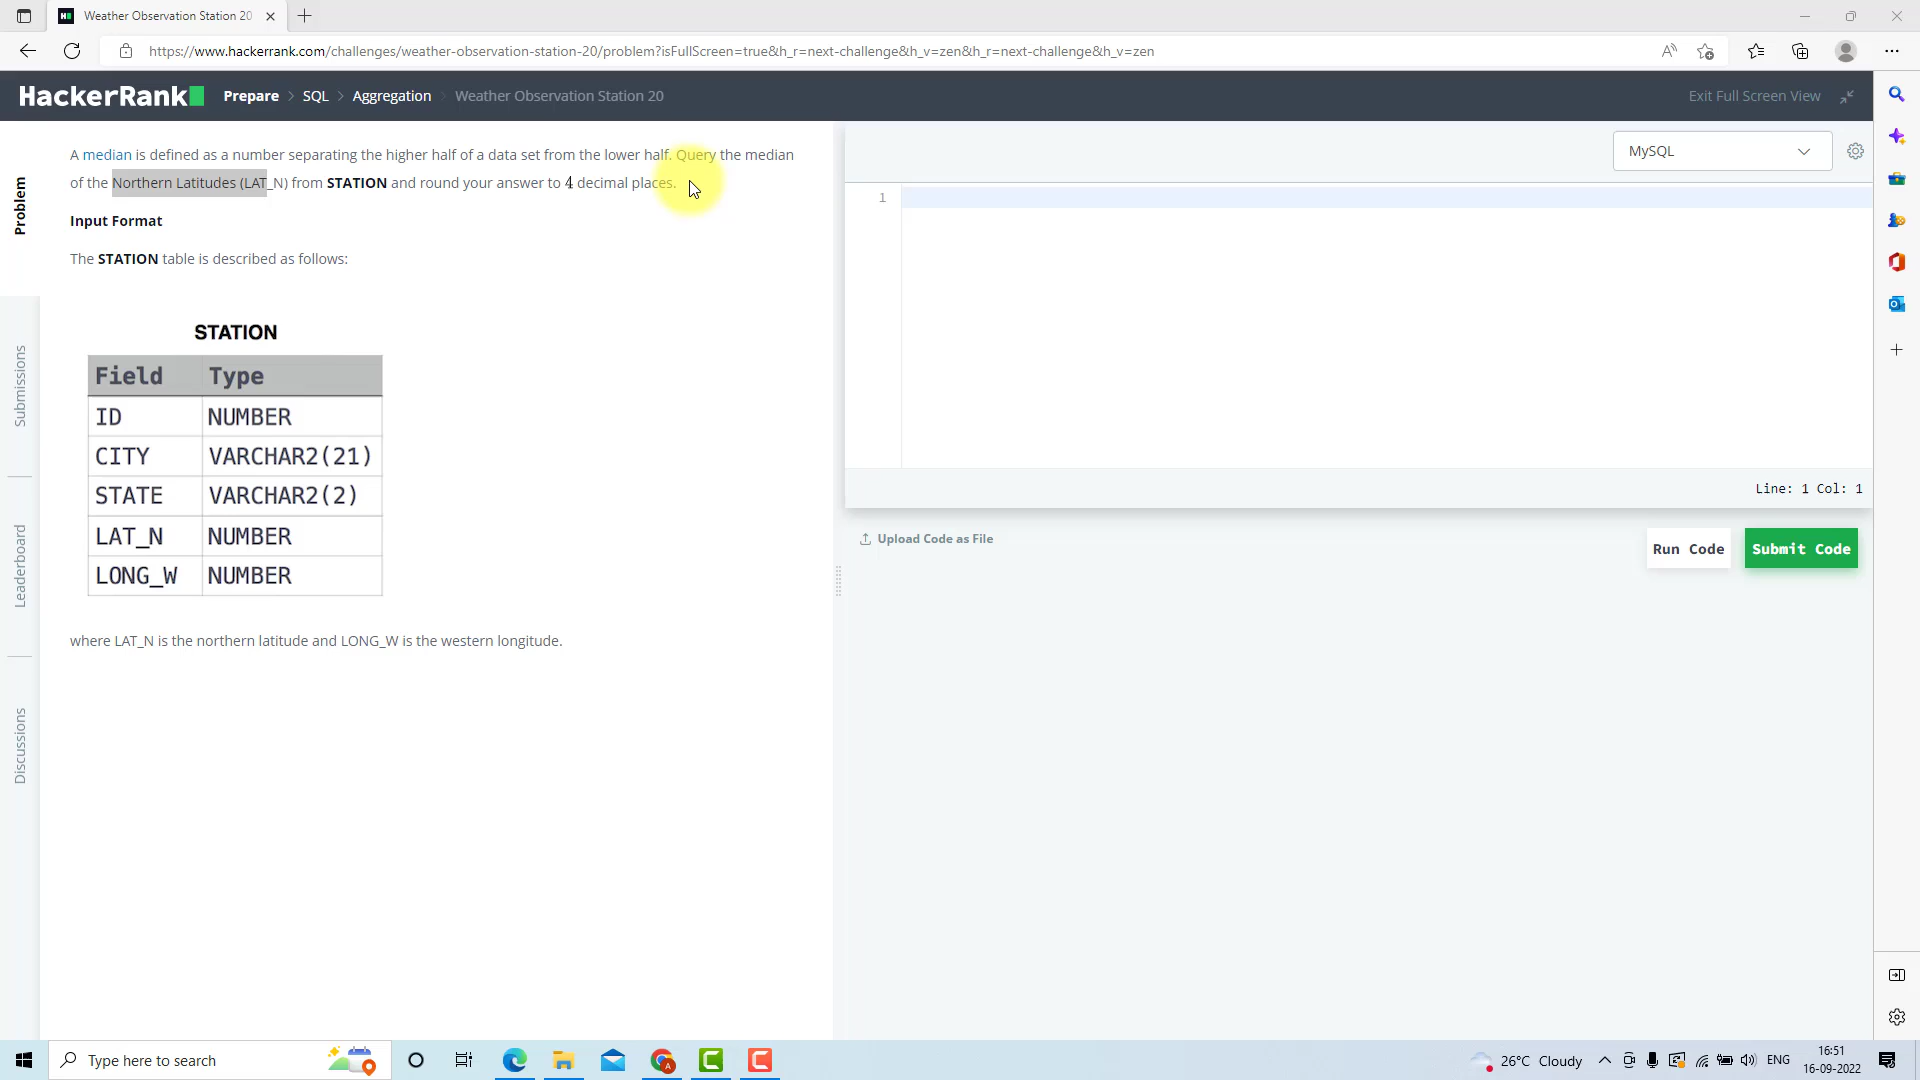 Weather Observation Station 20
https://www.hackerrank.com/challenges/weather-observation-station-20/problem?isFullScreen=true&h_r=next-challenge&h_v=zen&h_r=next-challenge&h_v=zen
HackerRank Prepare > SQL > Aggregation > Weather Observation Station 20
Exit Full Screen View
Problem
Submissions
Leaderboard
Discussions
A median is defined as a number separating the higher half of a data set from the lower half. Query the median
of the Northern Latitudes (LAT_N) from STATION and round your answer to 4 decimal places.
Input Format
The STATION table is described as follows:
STATION
Field Type
ID NUMBER
CITY VARCHAR2(21)
STATE VARCHAR2(2)
LAT_N NUMBER
LONG_W NUMBER
where LAT_N is the northern latitude and LONG_W is the western longitude.
MySQL
1
Line: 1 Col: 1
Upload Code as File
Run Code
Submit Code
Type here to search
26°C Cloudy
ENG
16:51
16-09-2022